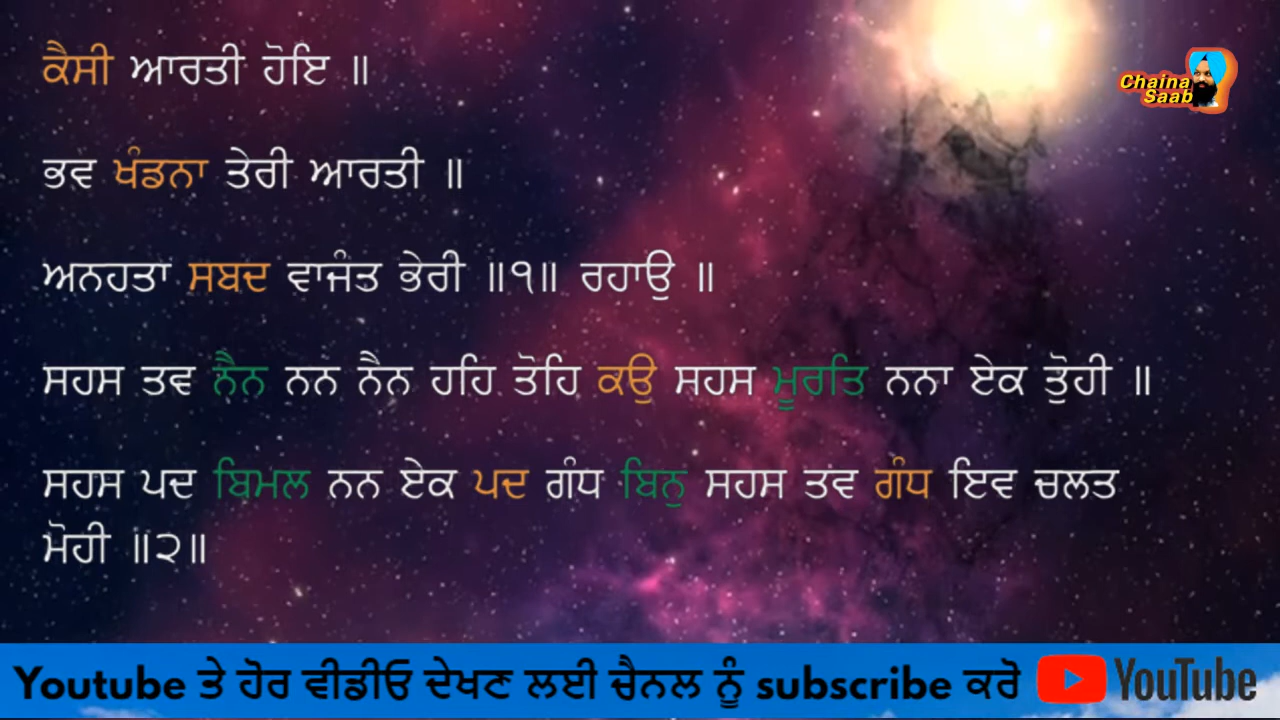 ਕੈਸੀ ਆਰਤੀ ਹੋਇ ॥
Chaina
Saab
ਭਵ ਖੰਡਨਾ ਤੇਰੀ ਆਰਤੀ ॥
ਅਨਹਤਾ ਸਬਦ ਵਾਜੰਤ ਭੇਰੀ ॥੧॥ ਰਹਾਉ ॥
ਸਹਸ ਤਵ ਨੈਨ ਨਨ ਨੈਨ ਹਹਿ ਤੋਹਿ ਕਉ ਸਹਸ ਮੂਰਤਿ ਨਨਾ ਏਕ ਤੋੁਹੀ ॥
ਸਹਸ ਪਦ ਬਿਮਲ ਨਨ ਏਕ ਪਦ ਗੰਧ ਬਿਨੁ ਸਹਸ ਤਵ ਗੰਧ ਇਵ ਚਲਤ
ਮੋਹੀ ॥੨॥
Youtube ਤੇ ਹੋਰ ਵੀਡੀਓ ਦੇਖਣ ਲਈ ਚੈਨਲ ਨੂੰ subscribe ਕਰੋ YouTube